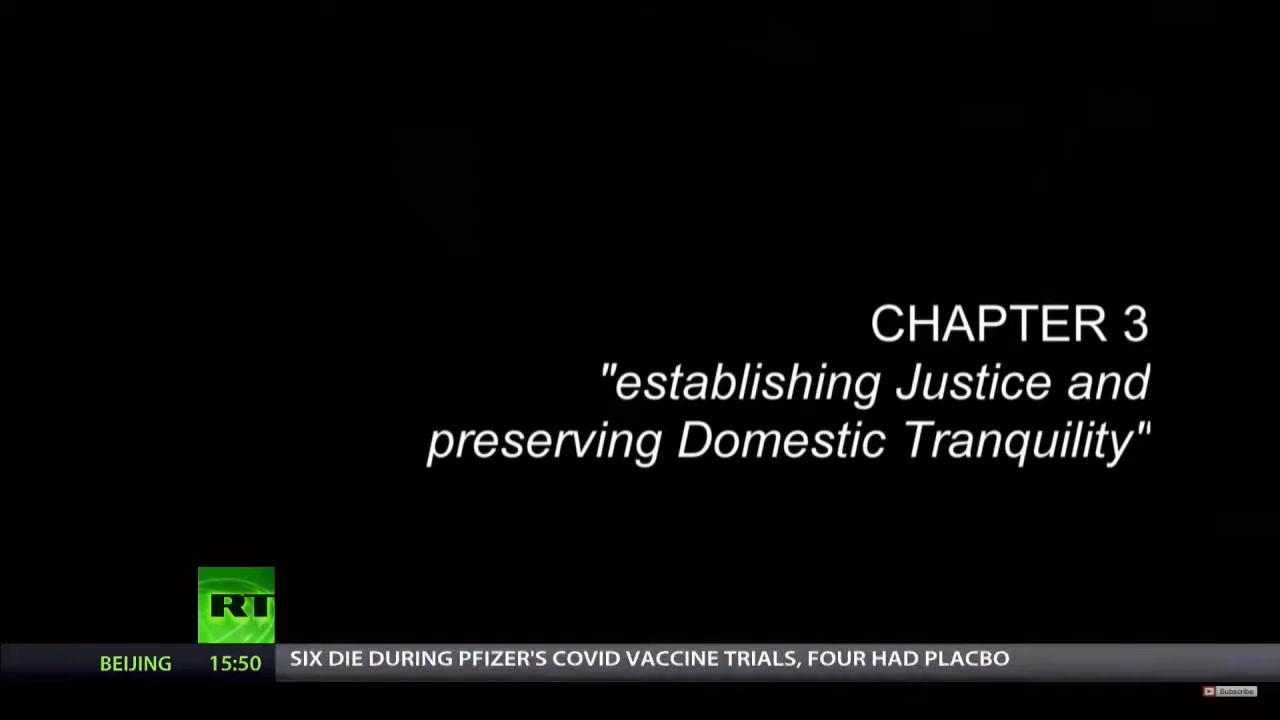 CHAPTER 3
"establishing Justice and
preserving Domestic Tranquility"
RT
BEIJING 15:50 SIX DIE DURING PFIZER'S COVID VACCINE TRIALS, FOUR HAD PLACBO
Subscribe